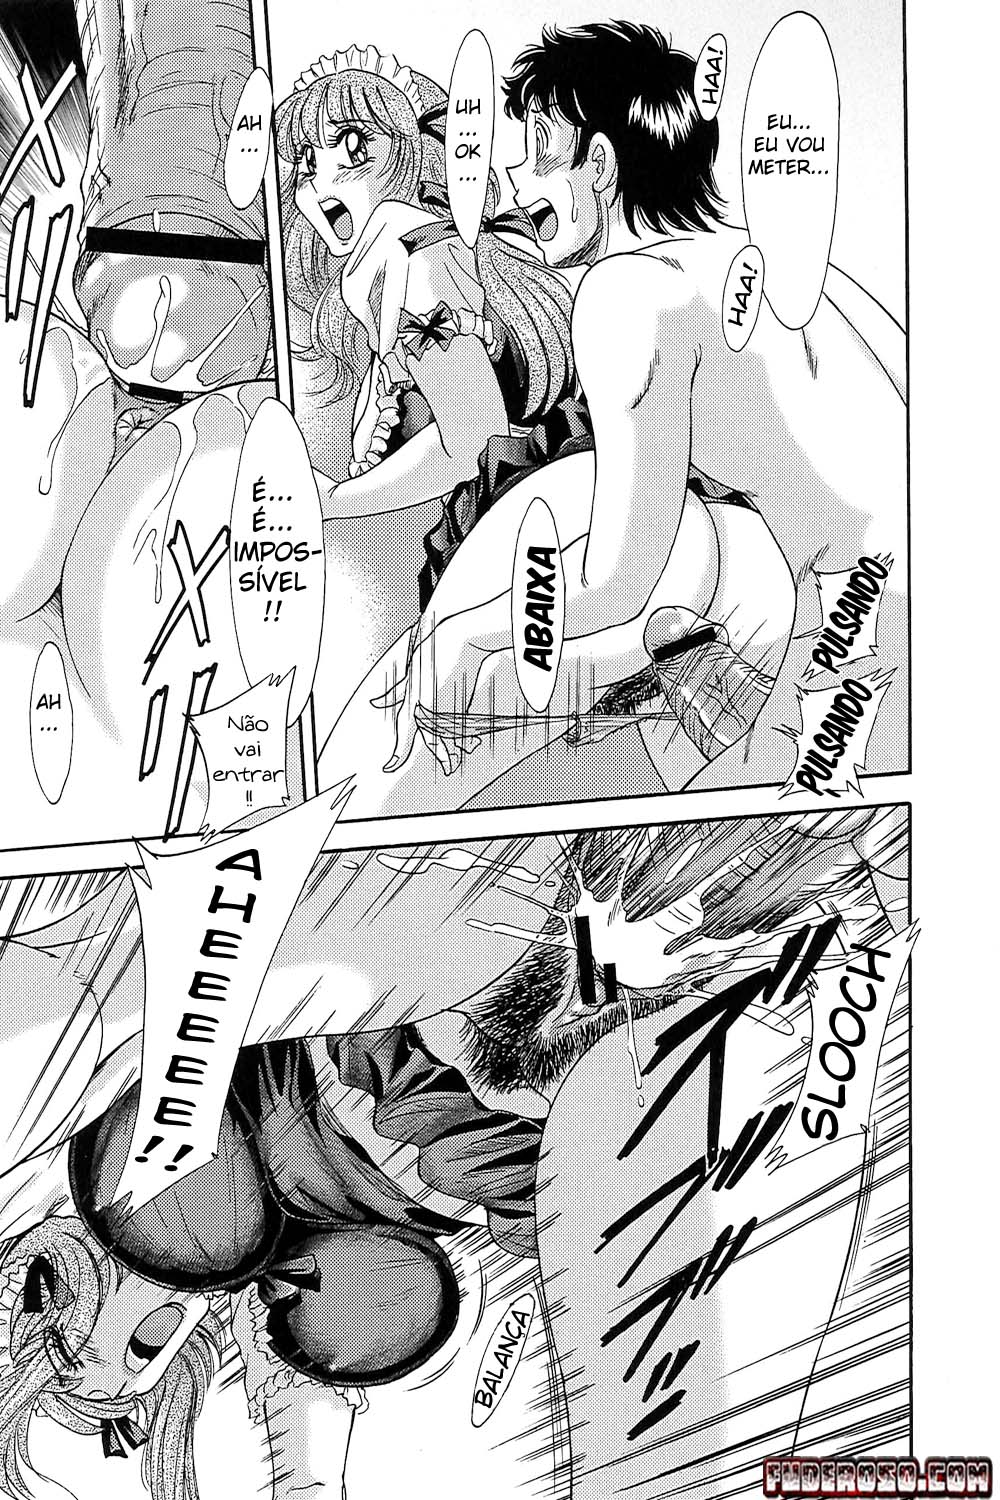 HAA!
EU...
EU VOU
METER...
HAA!
UH
...
OK
...
ABAIXA
PULSANDO
PULSANDO
AH
...
É...
É...
IMPOS-
SÍVEL
!!
AH
...
Não
vai
entrar
!!
SLOOCH
AHEEEEEE!!
BALANÇA
FUDEROSO.COM